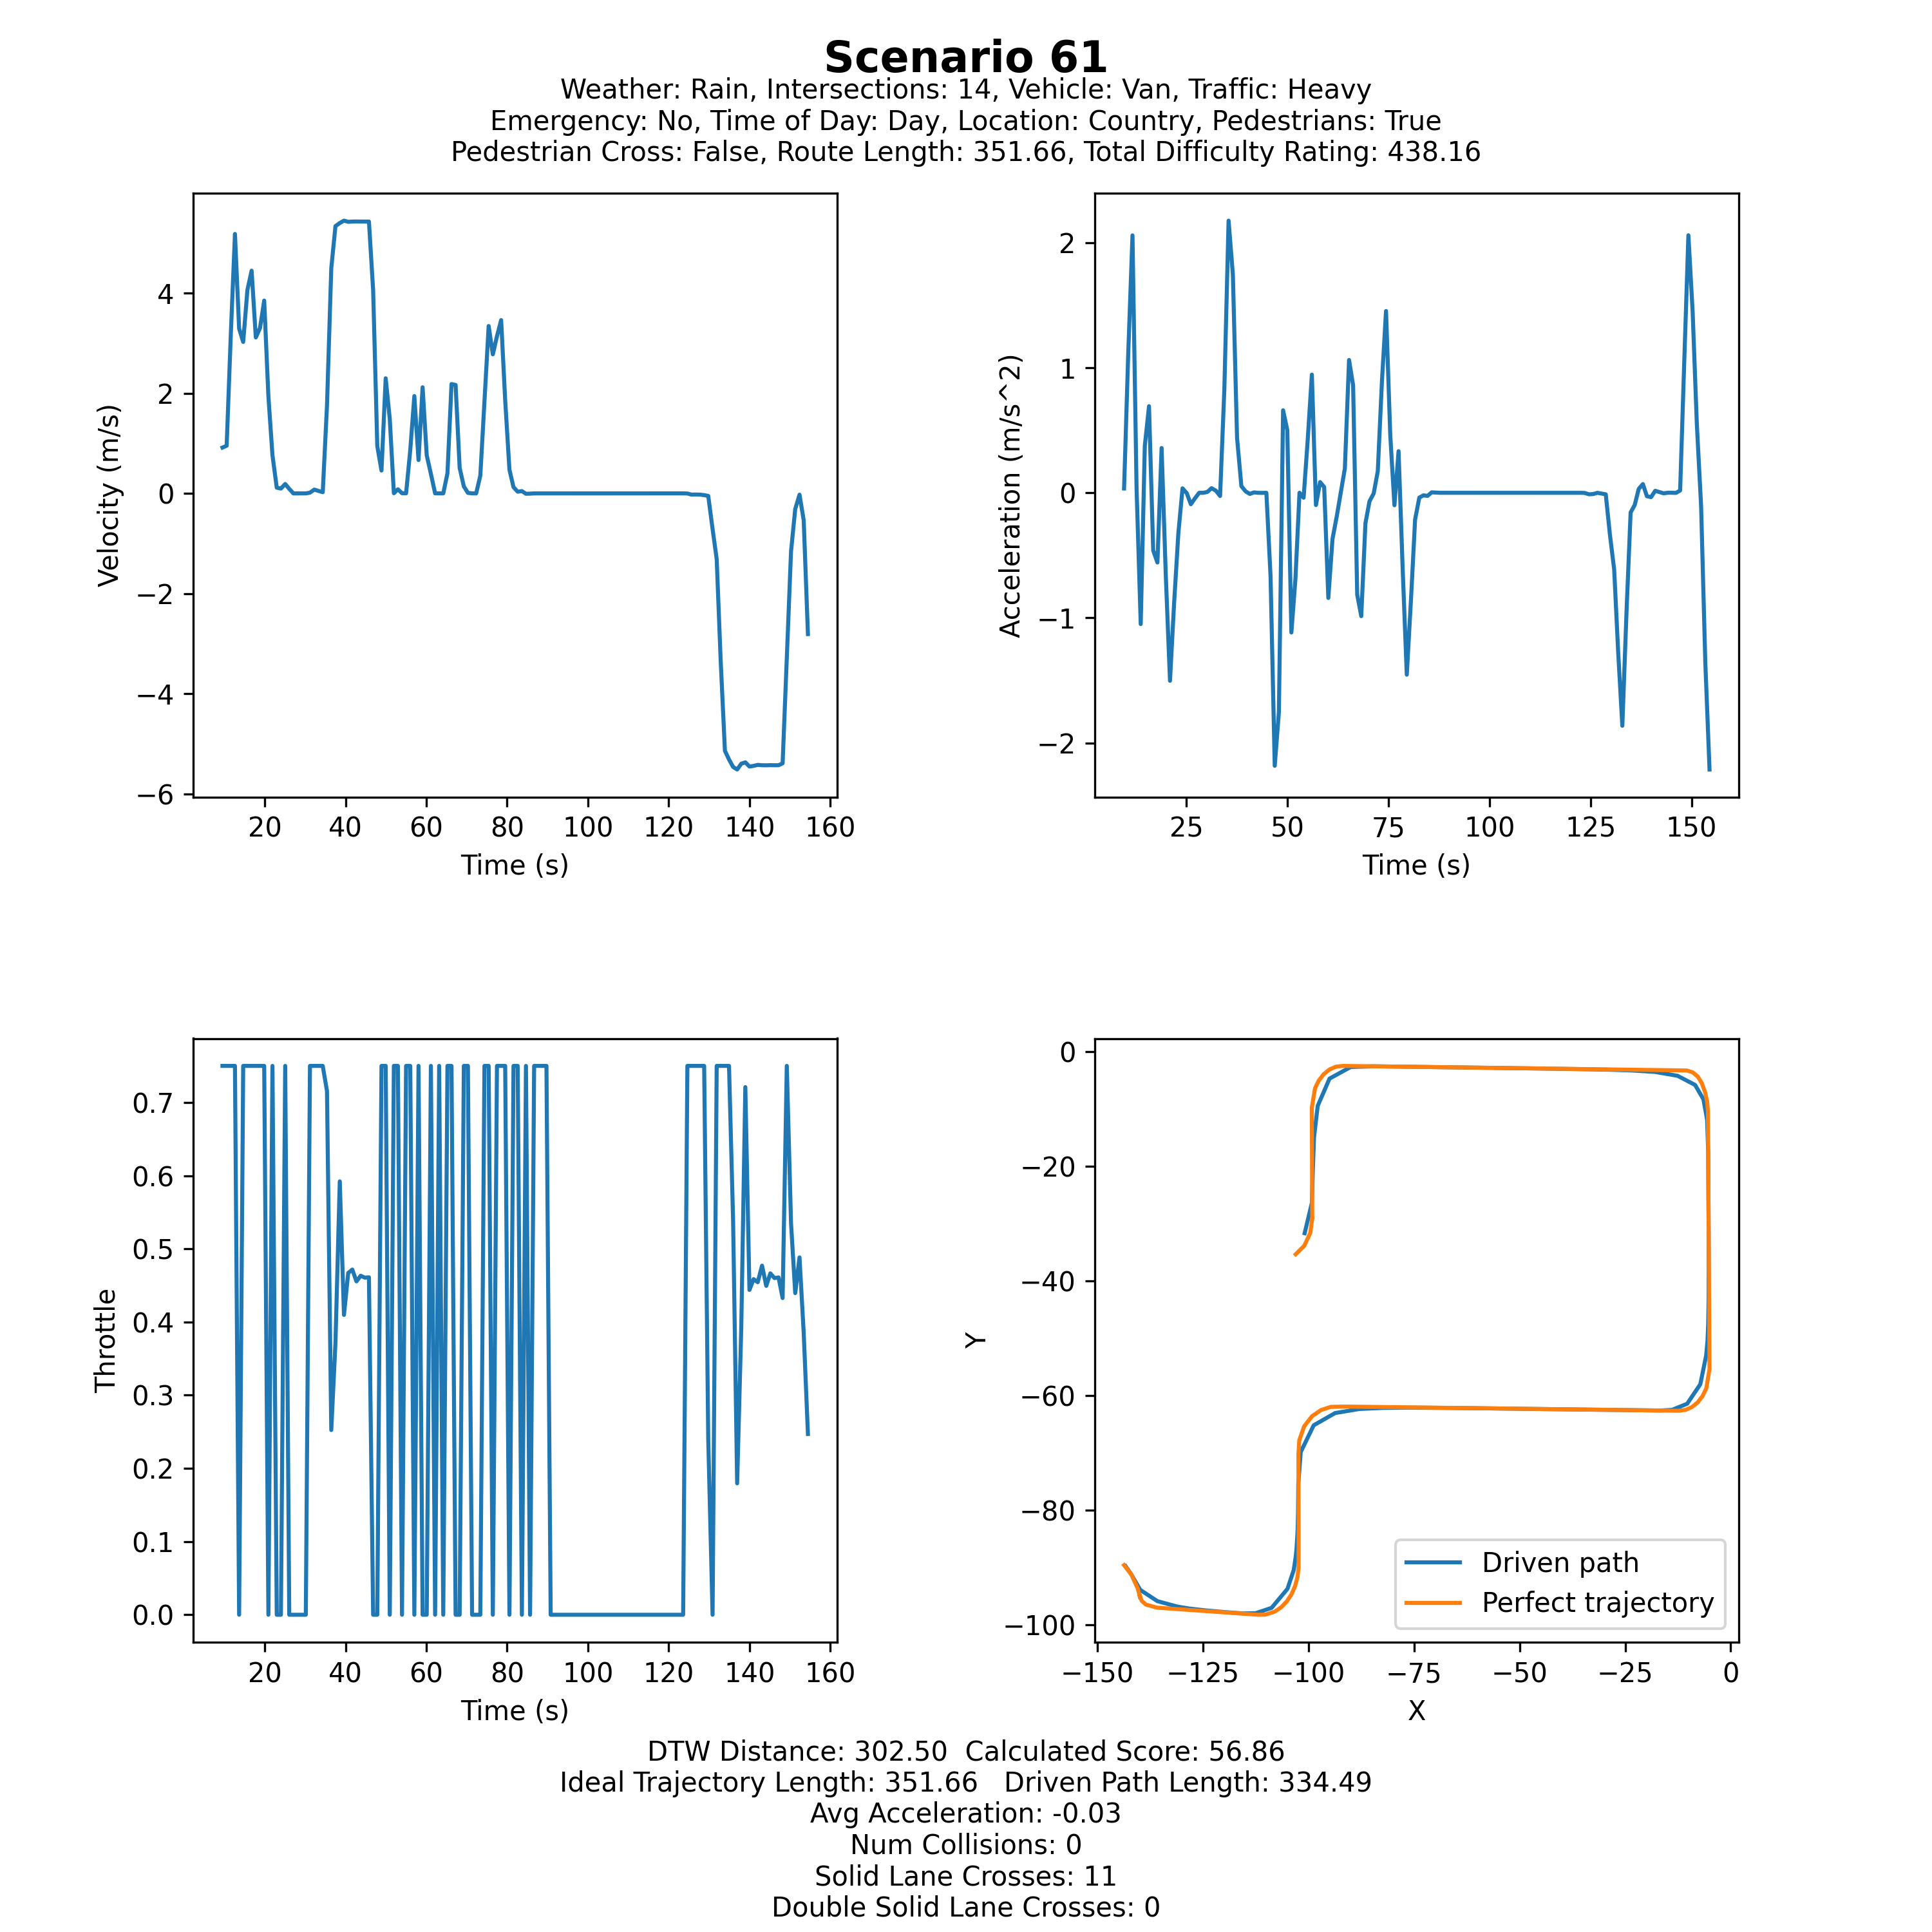 Scenario 61
Weather: Rain, Intersections: 14, Vehicle: Van, Traffic: Heavy
Emergency: No, Time of Day: Day, Location: Country, Pedestrians: True
Pedestrian Cross: False, Route Length: 351.66, Total Difficulty Rating: 438.16
Velocity (m/s)
4
2
0
−2
−4
−6
20 40 60 80 100 120 140 160
Time (s)
Acceleration (m/s^2)
2
1
0
−1
−2
25 50 75 100 125 150
Time (s)
Throttle
0.7
0.6
0.5
0.4
0.3
0.2
0.1
0.0
20 40 60 80 100 120 140 160
Time (s)
Y
0
−20
−40
−60
−80
−100
Driven path
Perfect trajectory
−150 −125 −100 −75 −50 −25 0
X
DTW Distance: 302.50 Calculated Score: 56.86
Ideal Trajectory Length: 351.66 Driven Path Length: 334.49
Avg Acceleration: -0.03
Num Collisions: 0
Solid Lane Crosses: 11
Double Solid Lane Crosses: 0